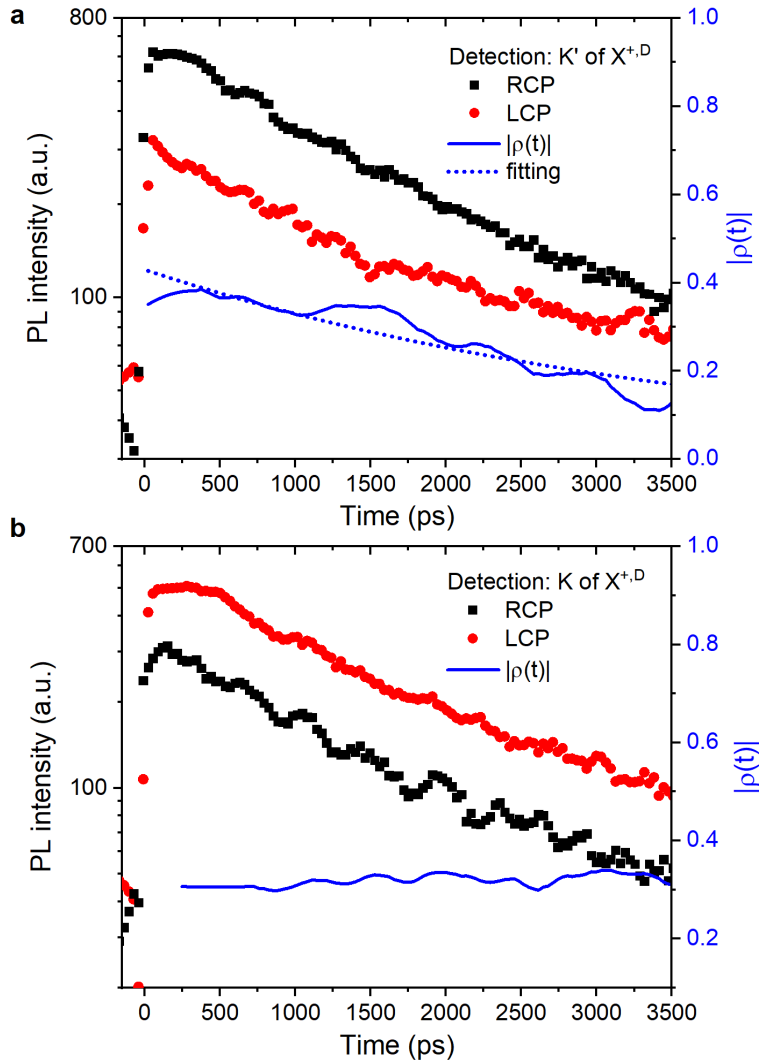 a
800
1.0
Detection: K' of X+,D
RCP
0.8
LCP
|ρ(t)|
fitting
0.6
PL intensity (a.u.)
|ρ(t)|
0.4
100
0.2
0.0
0 500 1000 1500 2000 2500 3000 3500
Time (ps)
b
700
1.0
Detection: K of X+,D
RCP
LCP
|ρ(t)|
0.8
PL intensity (a.u.)
0.6
|ρ(t)|
100
0.4
0.2
0 500 1000 1500 2000 2500 3000 3500
Time (ps)